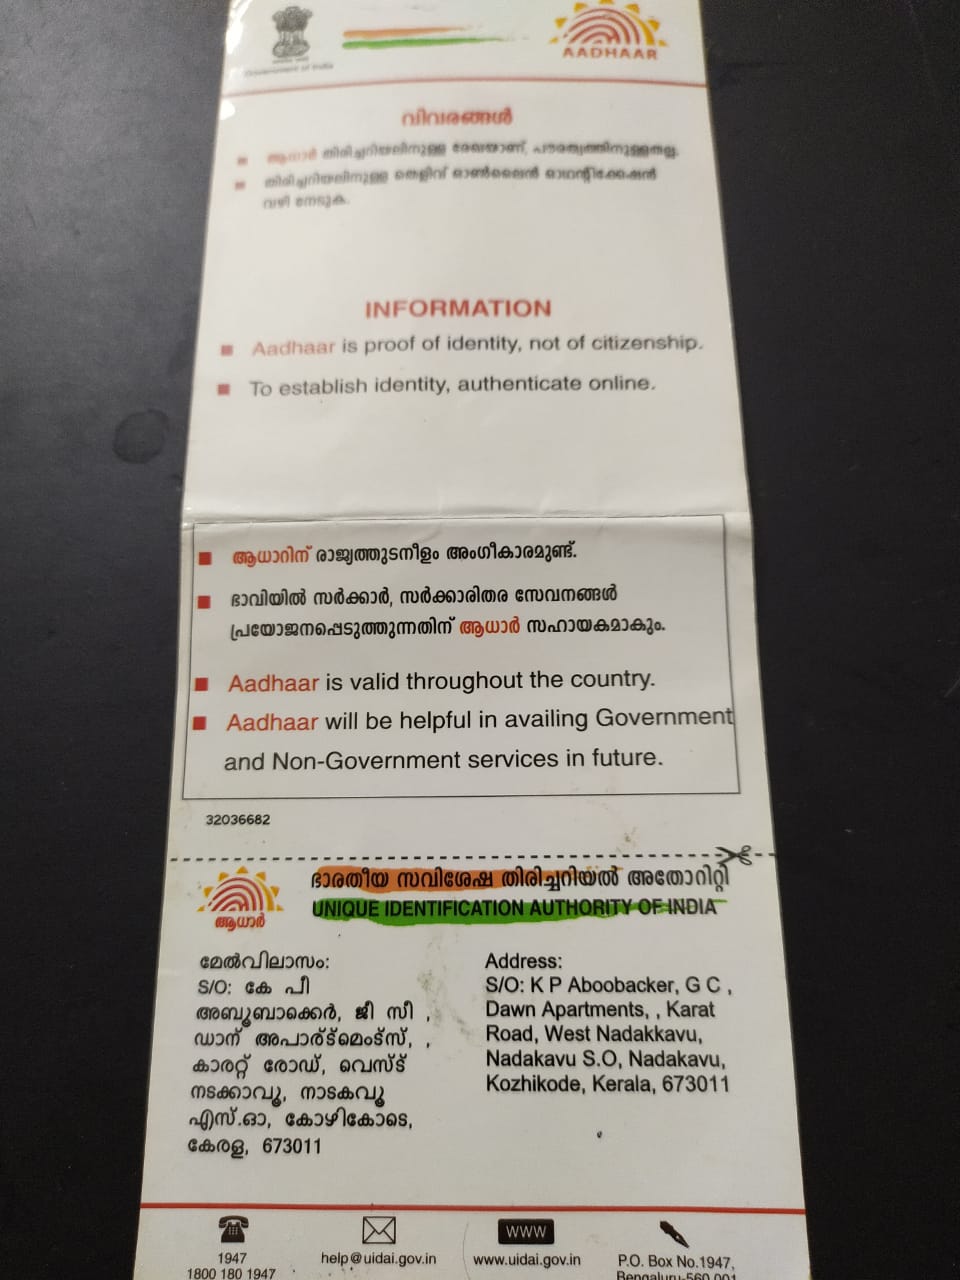 Government of India
AADHAAR
വിവരങ്ങൾ
■ ആധാർ തിരിച്ചറിയലിനുള്ള രേഖയാണ്, പൗരത്വത്തിനുള്ളതല്ല.
■ തിരിച്ചറിയലിനുള്ള തെളിവ് ഓൺലൈൻ ഓഥന്റിക്കേഷൻ
വഴി നേടുക.
INFORMATION
■ Aadhaar is proof of identity, not of citizenship.
■ To establish identity, authenticate online.
■ ആധാറിന് രാജ്യത്തുടനീളം അംഗീകാരമുണ്ട്.
■ ഭാവിയിൽ സർക്കാർ, സർക്കാരിതര സേവനങ്ങൾ
പ്രയോജനപ്പെടുത്തുന്നതിന് ആധാർ സഹായകമാകും.
■ Aadhaar is valid throughout the country.
■ Aadhaar will be helpful in availing Government
and Non-Government services in future.
32036682
ആധാർ
ഭാരതീയ സവിശേഷ തിരിച്ചറിയൽ അതോറിറ്റി
UNIQUE IDENTIFICATION AUTHORITY OF INDIA
മേൽവിലാസം:
S/O: കേ പീ
അബൂബാക്കെർ, ജീ സീ ,
ഡാന് അപാര്ട്മെംട്സ്, ,
കാരറ്റ് രോഡ്, വെസ്ട്
നടക്കാവൂ, നാടകവൂ
എസ്.ഓ, കോഴികോടെ,
കേരള, 673011
Address:
S/O: K P Aboobacker, G C ,
Dawn Apartments, , Karat
Road, West Nadakkavu,
Nadakavu S.O, Nadakavu,
Kozhikode, Kerala, 673011
1947
1800 180 1947
help@uidai.gov.in
WWW
www.uidai.gov.in
P.O. Box No.1947,
Bengaluru-560 001